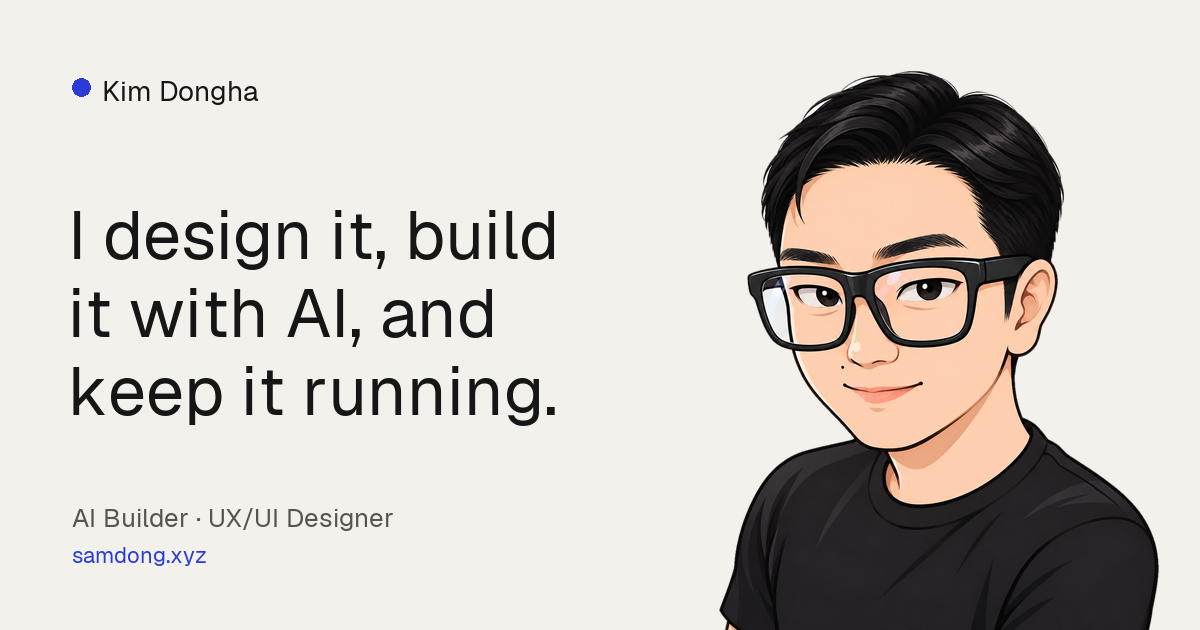 Kim Dongha
I design it, build
it with AI, and
keep it running.
AI Builder · UX/UI Designer
samdong.xyz